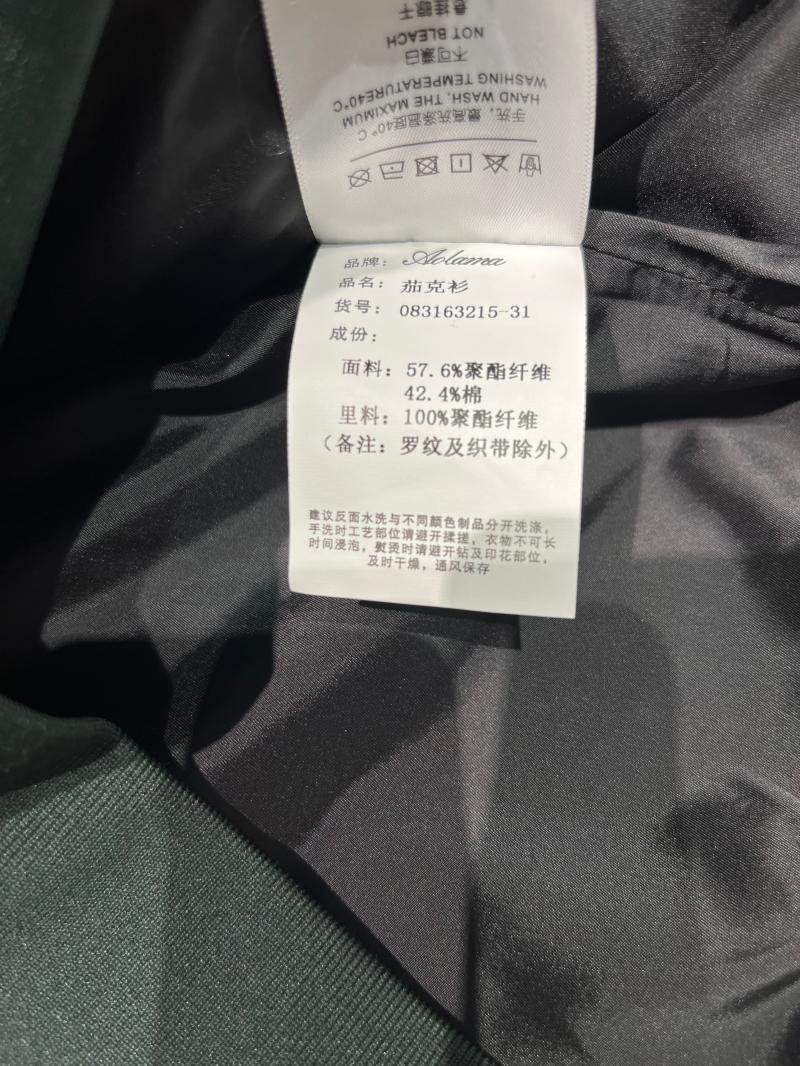 手洗，最高洗涤温度40°C
HAND WASH, THE MAXIMUM
WASHING TEMPERATURE40°C
不可漂白
NOT BLEACH
悬挂晾干
品牌： Aolama
品名： 茄克衫
货号： 083163215-31
成份：
面料：57.6%聚酯纤维
42.4%棉
里料：100%聚酯纤维
（备注：罗纹及织带除外）
建议反面水洗与不同颜色制品分开洗涤，
手洗时工艺部位请避开揉搓，衣物不可长
时间浸泡，熨烫时请避开钻及印花部位，
及时干燥，通风保存